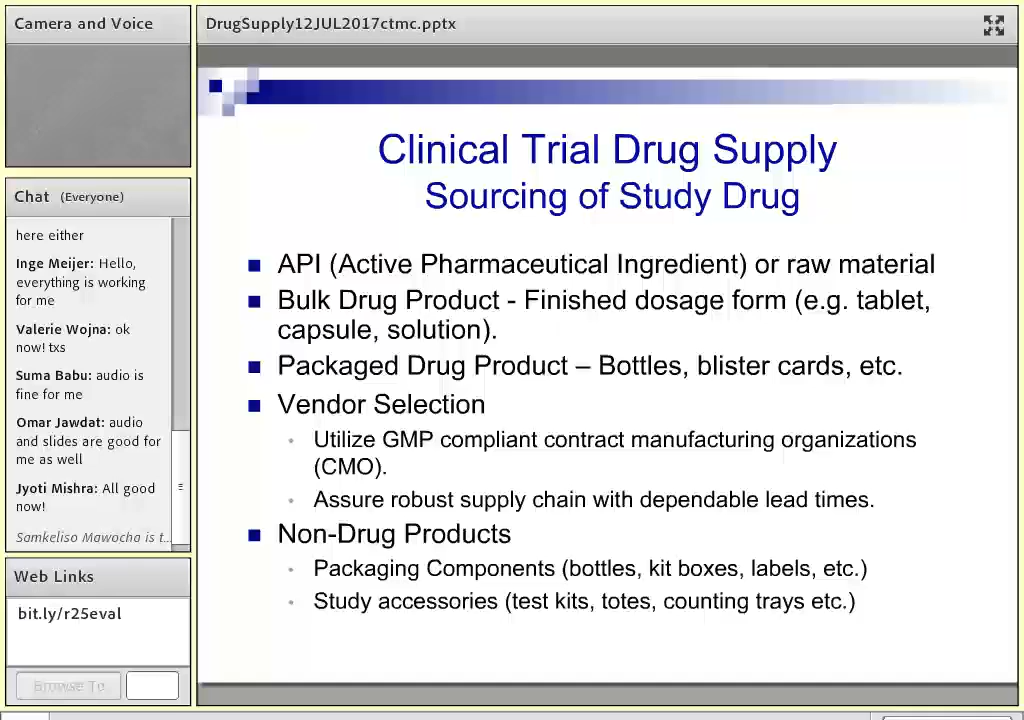 Camera and Voice
DrugSupply12JUL2017ctmc.pptx
Chat (Everyone)
here either
Inge Meijer: Hello,
everything is working
for me
Valerie Wojna: ok
now! txs
Suma Babu: audio is
fine for me
Omar Jawdat: audio
and slides are good for
me as well
Jyoti Mishra: All good
now!
Samkeliso Mawocha is t...
Web Links
bit.ly/r25eval
Browse To
Clinical Trial Drug Supply
Sourcing of Study Drug
API (Active Pharmaceutical Ingredient) or raw material
Bulk Drug Product - Finished dosage form (e.g. tablet,
capsule, solution).
Packaged Drug Product – Bottles, blister cards, etc.
Vendor Selection
Utilize GMP compliant contract manufacturing organizations
(CMO).
Assure robust supply chain with dependable lead times.
Non-Drug Products
Packaging Components (bottles, kit boxes, labels, etc.)
Study accessories (test kits, totes, counting trays etc.)